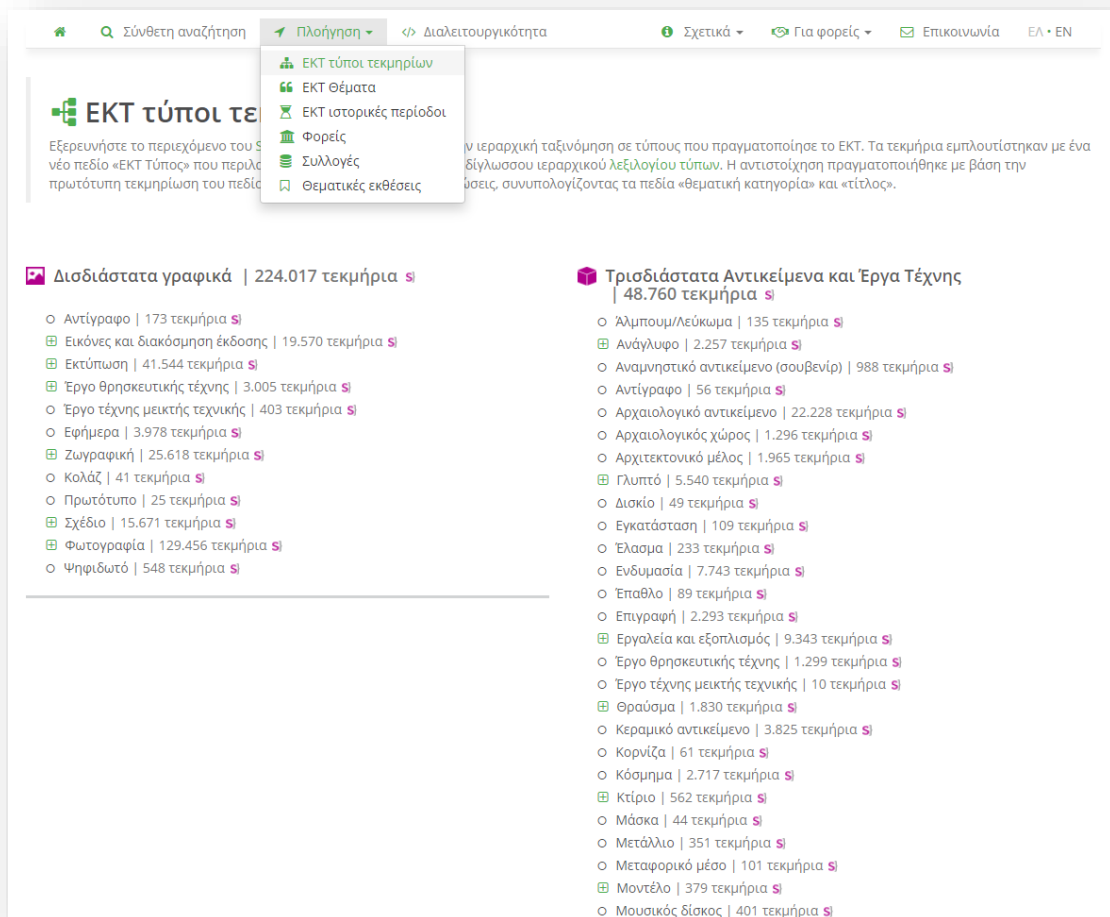 Σύνθετη αναζήτηση Πλοήγηση </> Διαλειτουργικότητα Σχετικά Για φορείς Επικοινωνία ΕΛ • EN
ΕΚΤ τύποι τεκμηρίων
ΕΚΤ Θέματα
ΕΚΤ ιστορικές περίοδοι
Φορείς
Συλλογές
Θεματικές εκθέσεις
ΕΚΤ τύποι τε
Εξερευνήστε το περιεχόμενο του S ν ιεραρχική ταξινόμηση σε τύπους που πραγματοποίησε το ΕΚΤ. Τα τεκμήρια εμπλουτίστηκαν με ένα
νέο πεδίο «ΕΚΤ Τύπος» που περιλα δίγλωσσου ιεραρχικού λεξιλογίου τύπων. Η αντιστοίχηση πραγματοποιήθηκε με βάση την
πρωτότυπη τεκμηρίωση του πεδίο ώσεις, συνυπολογίζοντας τα πεδία «θεματική κατηγορία» και «τίτλος».
Δισδιάστατα γραφικά | 224.017 τεκμήρια
Αντίγραφο | 173 τεκμήρια
Εικόνες και διακόσμηση έκδοσης | 19.570 τεκμήρια
Εκτύπωση | 41.544 τεκμήρια
Έργο θρησκευτικής τέχνης | 3.005 τεκμήρια
Έργο τέχνης μεικτής τεχνικής | 403 τεκμήρια
Εφήμερα | 3.978 τεκμήρια
Ζωγραφική | 25.618 τεκμήρια
Κολάζ | 41 τεκμήρια
Πρωτότυπο | 25 τεκμήρια
Σχέδιο | 15.671 τεκμήρια
Φωτογραφία | 129.456 τεκμήρια
Ψηφιδωτό | 548 τεκμήρια
Τρισδιάστατα Αντικείμενα και Έργα Τέχνης
| 48.760 τεκμήρια
Άλμπουμ/Λεύκωμα | 135 τεκμήρια
Ανάγλυφο | 2.257 τεκμήρια
Αναμνηστικό αντικείμενο (σουβενίρ) | 988 τεκμήρια
Αντίγραφο | 56 τεκμήρια
Αρχαιολογικό αντικείμενο | 22.228 τεκμήρια
Αρχαιολογικός χώρος | 1.296 τεκμήρια
Αρχιτεκτονικό μέλος | 1.965 τεκμήρια
Γλυπτό | 5.540 τεκμήρια
Δισκίο | 49 τεκμήρια
Εγκατάσταση | 109 τεκμήρια
Έλασμα | 233 τεκμήρια
Ενδυμασία | 7.743 τεκμήρια
Έπαθλο | 89 τεκμήρια
Επιγραφή | 2.293 τεκμήρια
Εργαλεία και εξοπλισμός | 9.343 τεκμήρια
Έργο θρησκευτικής τέχνης | 1.299 τεκμήρια
Έργο τέχνης μεικτής τεχνικής | 10 τεκμήρια
Θραύσμα | 1.830 τεκμήρια
Κεραμικό αντικείμενο | 3.825 τεκμήρια
Κορνίζα | 61 τεκμήρια
Κόσμημα | 2.717 τεκμήρια
Κτίριο | 562 τεκμήρια
Μάσκα | 44 τεκμήρια
Μετάλλιο | 351 τεκμήρια
Μεταφορικό μέσο | 101 τεκμήρια
Μοντέλο | 379 τεκμήρια
Μουσικός δίσκος | 401 τεκμήρια